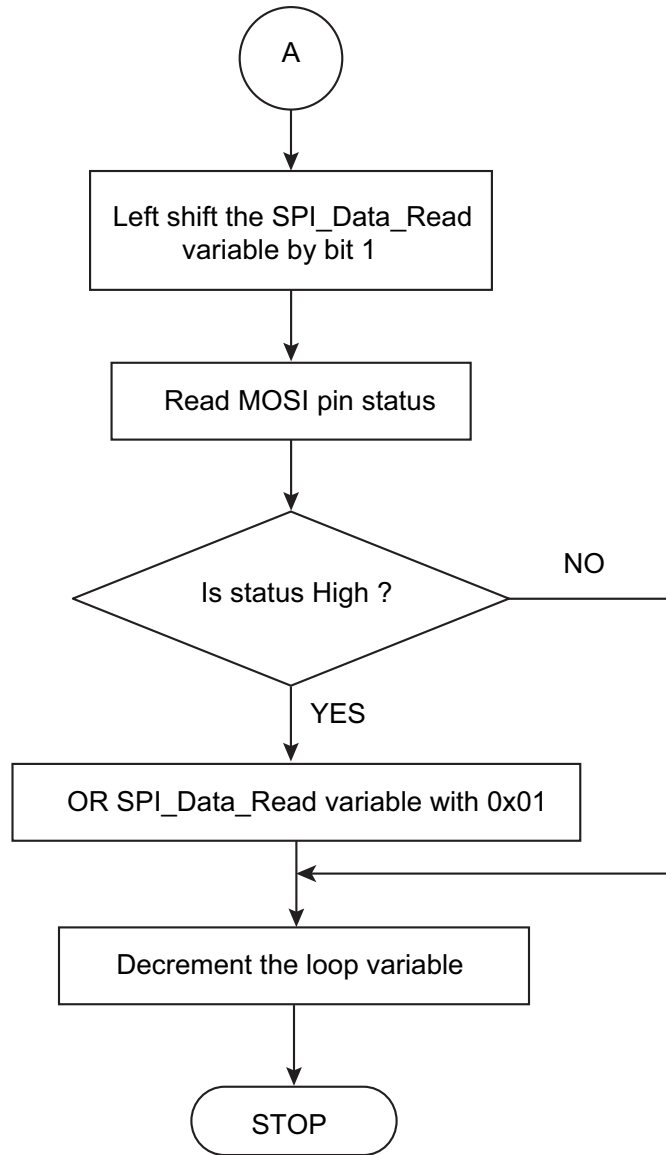 A
Left shift the SPI_Data_Read
variable by bit 1
Read MOSI pin status
Is status High ?
NO
YES
OR SPI_Data_Read variable with 0x01
Decrement the loop variable
STOP